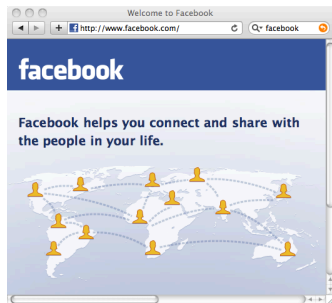 Welcome to Facebook
http://www.facebook.com/
facebook
facebook
Facebook helps you connect and share with
the people in your life.